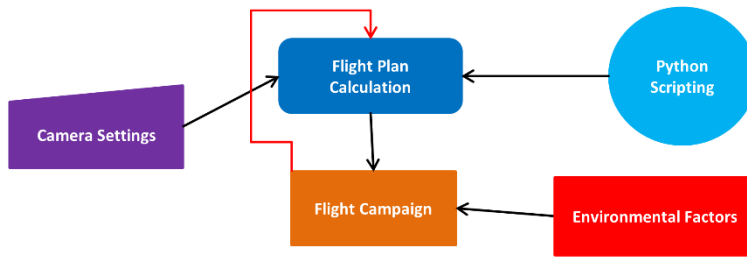 Flight Plan
Calculation
Python
Scripting
Camera Settings
Flight Campaign
Environmental Factors